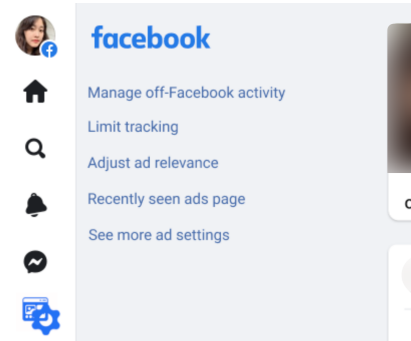 facebook
Manage off-Facebook activity
Limit tracking
Adjust ad relevance
Recently seen ads page
See more ad settings